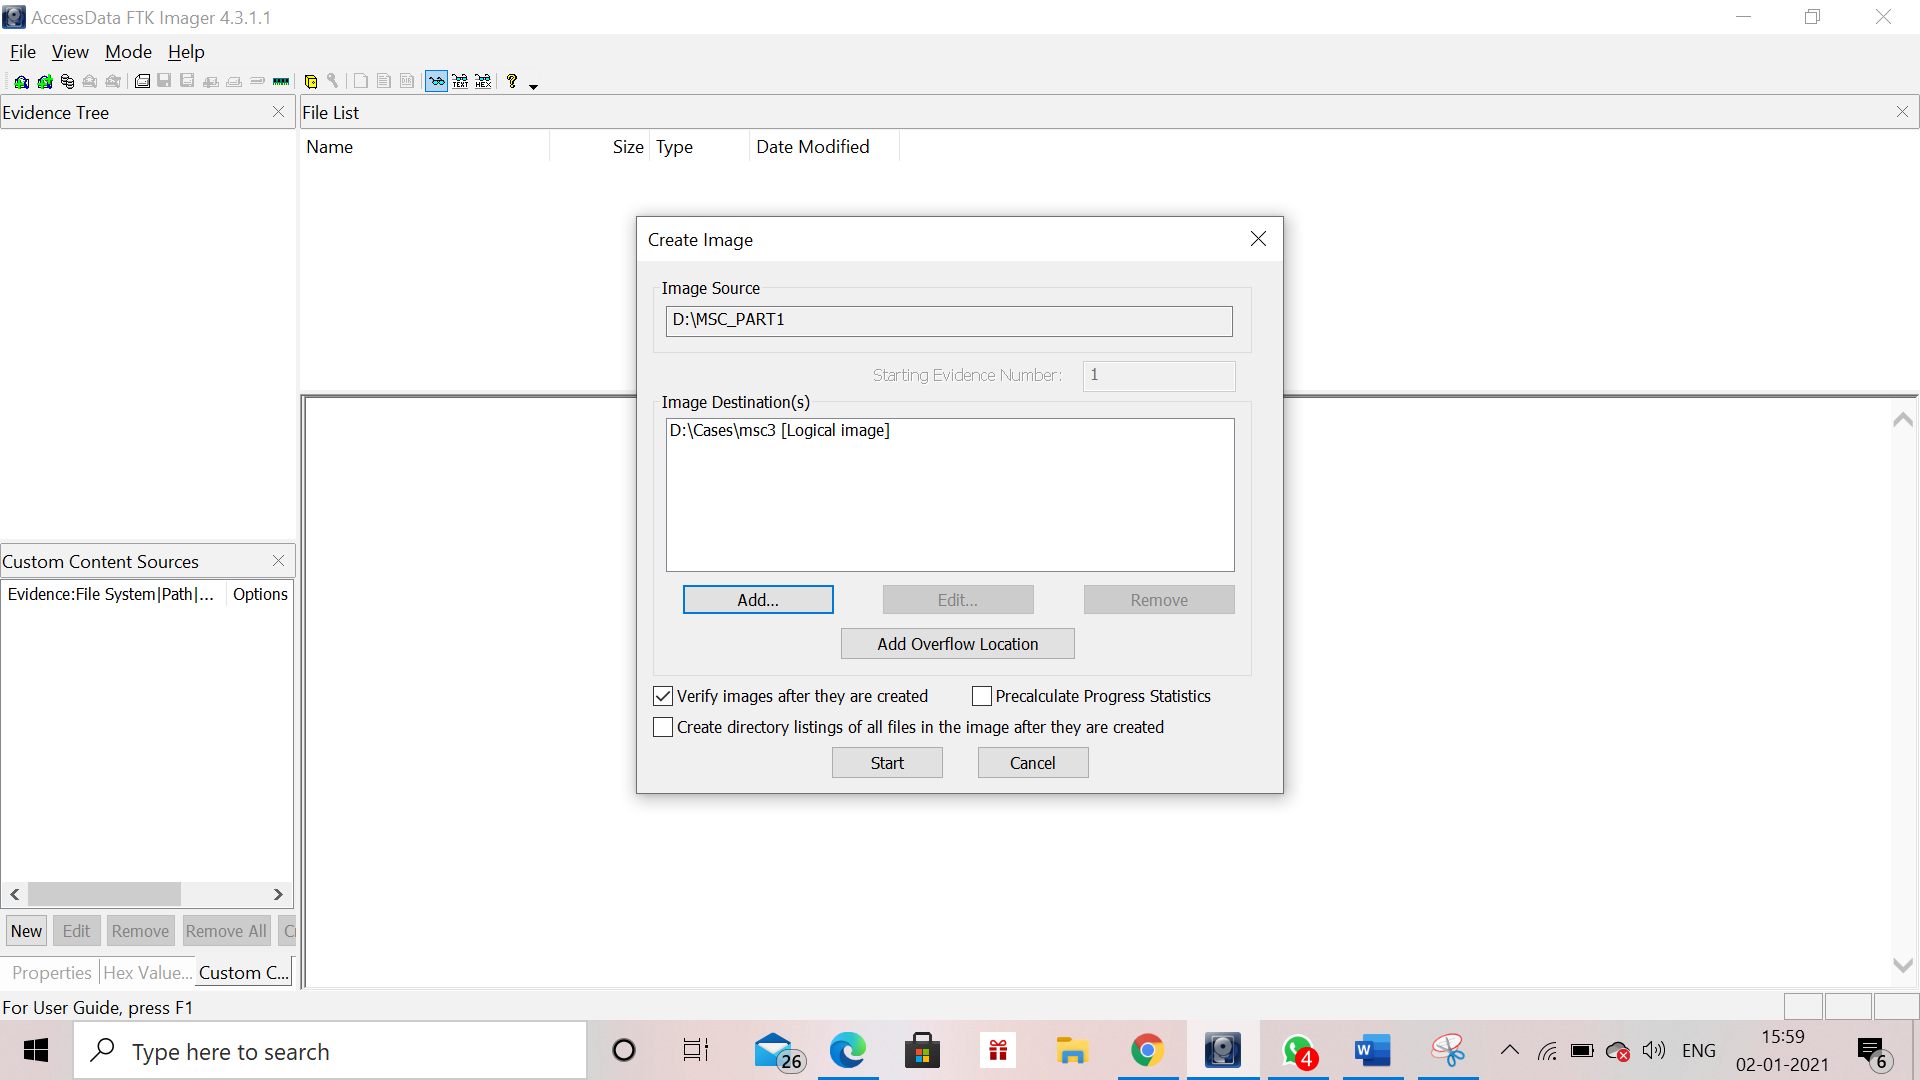 AccessData FTK Imager 4.3.1.1
File View Mode Help
TEXT HEX ?
Evidence Tree
File List
Name Size Type Date Modified
Create Image
Image Source
D:\MSC_PART1
Starting Evidence Number: 1
Image Destination(s)
D:\Cases\msc3 [Logical image]
Custom Content Sources
Evidence:File System|Path|... Options
Add... Edit... Remove
Add Overflow Location
Verify images after they are created Precalculate Progress Statistics
Create directory listings of all files in the image after they are created
Start Cancel
New Edit Remove Remove All
Properties Hex Value... Custom C...
For User Guide, press F1
Type here to search
26
W
4
ENG
15:59
02-01-2021
6